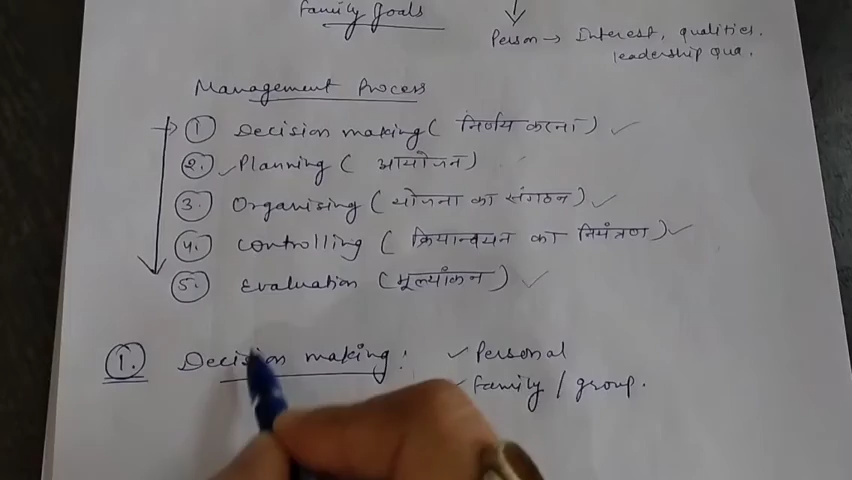 Family Goals
Person → Interest, qualities.
leadership qua.
Management Process
① Decision making ( निर्णय करना ) ✓
②. ✓ Planning ( आयोजन )
③. Organising ( योजना का संगठन ) ✓
④. Controlling ( क्रियान्वयन का नियंत्रण ) ✓
⑤. Evaluation ( मूल्यांकन ) ✓
①. Decision making : ✓ Personal
✓ family / group.